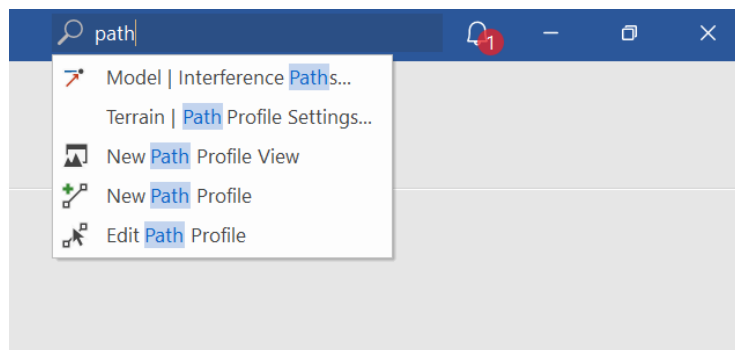 path
1
Model | Interference Paths...
Terrain | Path Profile Settings...
New Path Profile View
New Path Profile
Edit Path Profile